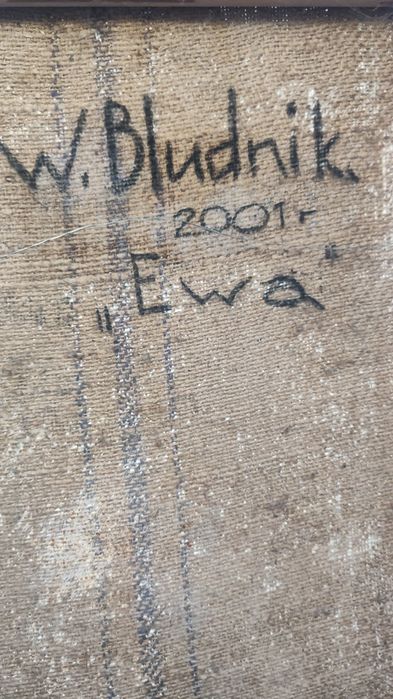 W. Bludnik.
2001 r
„Ewa"